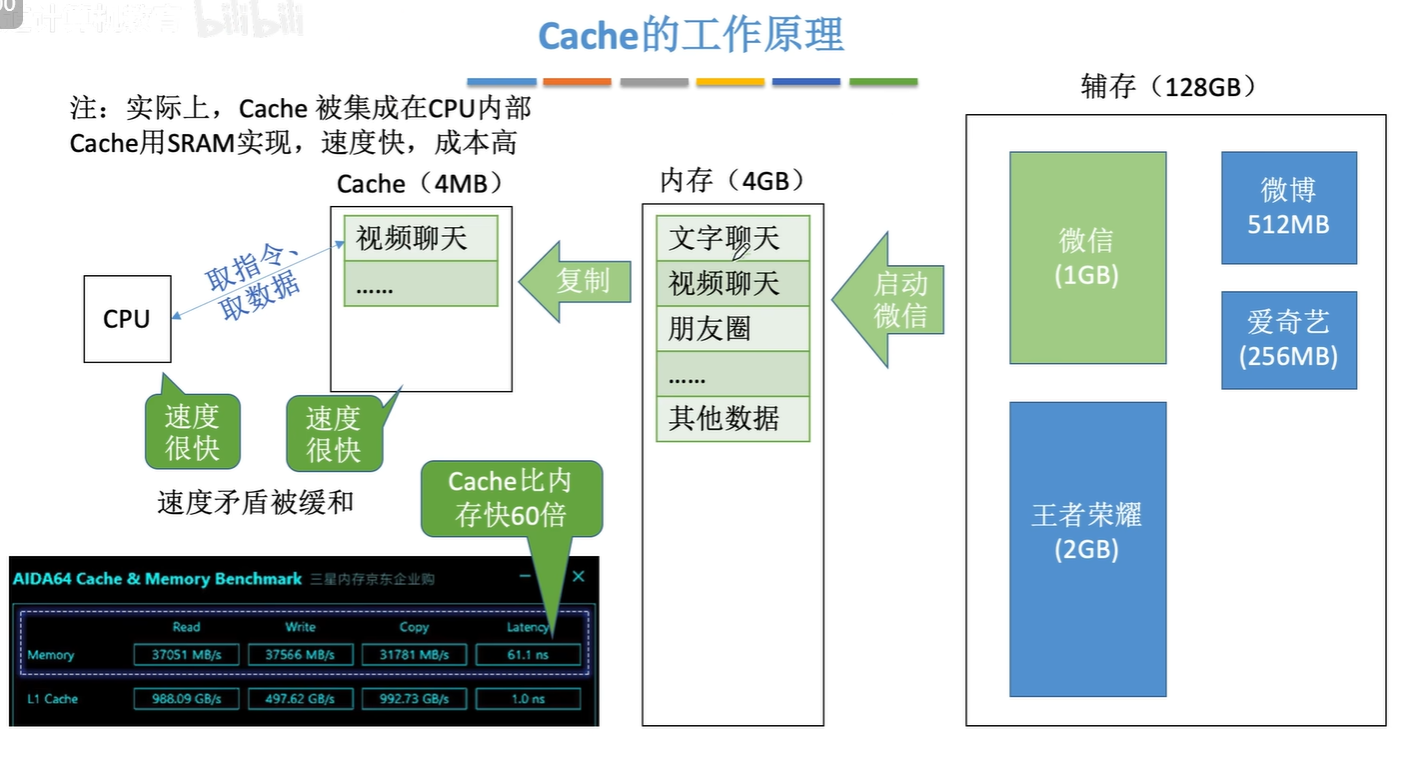 00
bilibili
Cache的工作原理
注：实际上，Cache 被集成在CPU内部
Cache用SRAM实现，速度快，成本高
CPU
取指令、
取数据
Cache（4MB）
视频聊天
……
复制
内存（4GB）
文字聊天
视频聊天
朋友圈
……
其他数据
启动
微信
辅存（128GB）
微信
(1GB)
微博
512MB
爱奇艺
(256MB)
王者荣耀
(2GB)
速度
很快
速度
很快
速度矛盾被缓和
Cache比内
存快60倍
AIDA64 Cache & Memory Benchmark 三星内存京东企业购
Read Write Copy Latency
Memory 37051 MB/s 37566 MB/s 31781 MB/s 61.1 ns
L1 Cache 988.09 GB/s 497.62 GB/s 992.73 GB/s 1.0 ns